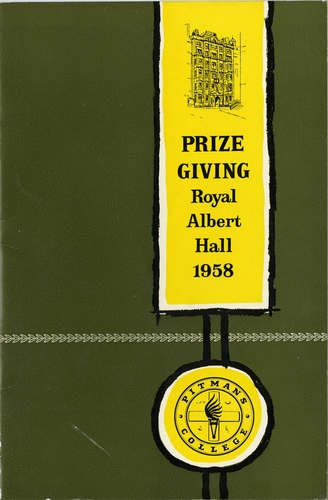 PRIZE
GIVING
Royal
Albert
Hall
1958
PITMANS
COLLEGE